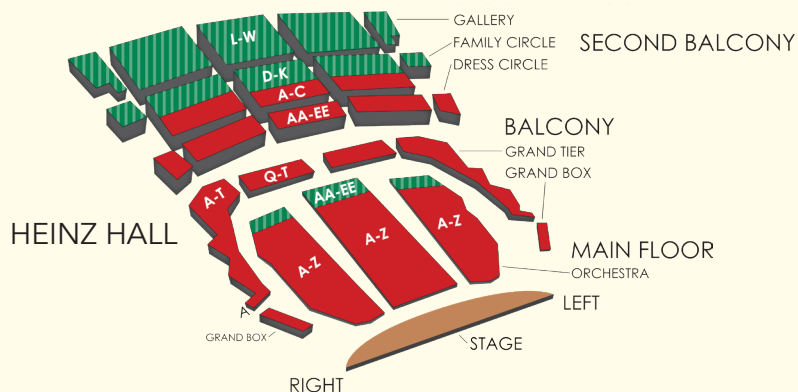 GALLERY
L-W
FAMILY CIRCLE
SECOND BALCONY
DRESS CIRCLE
D-K
A-C
AA-EE
BALCONY
GRAND TIER
Q-T
GRAND BOX
A-T
AA-EE
HEINZ HALL
A-Z
A-Z
A-Z
MAIN FLOOR
ORCHESTRA
A
LEFT
GRAND BOX
STAGE
RIGHT